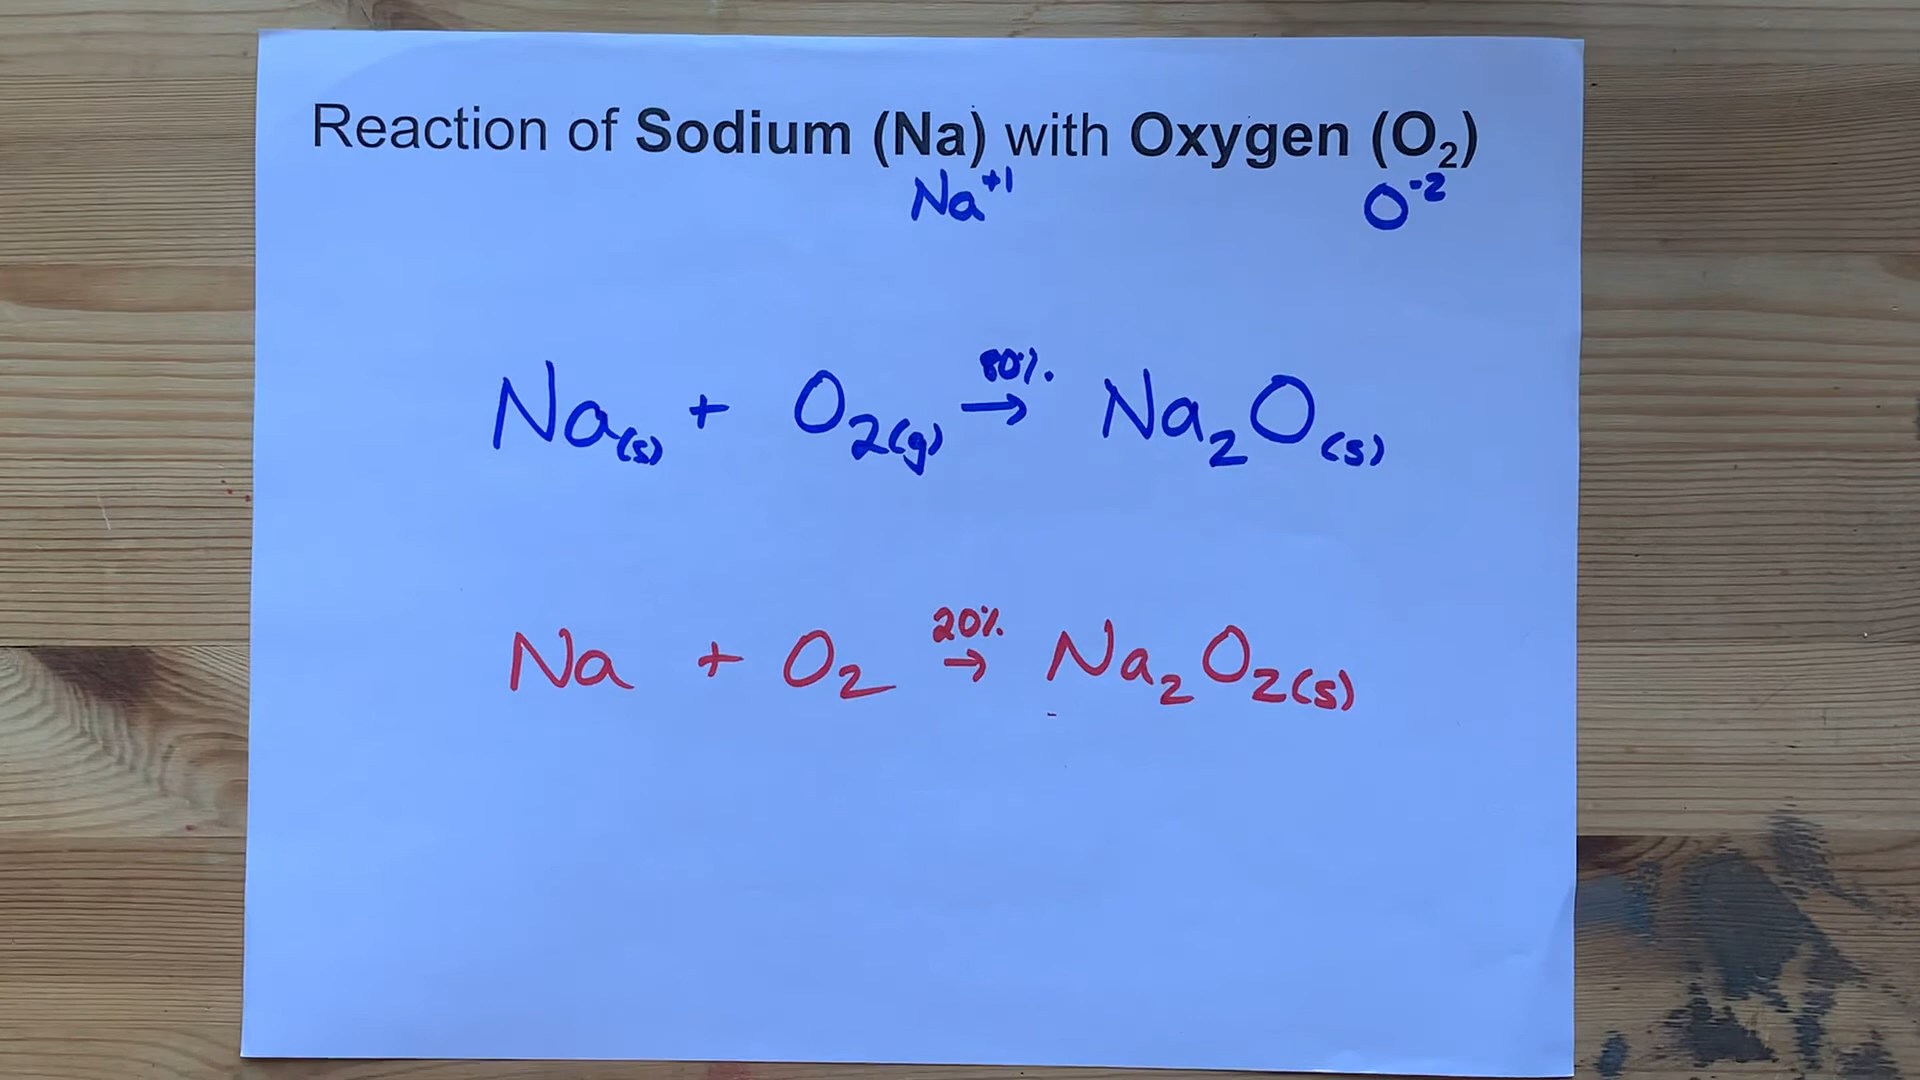 Reaction of Sodium (Na) with Oxygen (O₂)
Na⁺¹ O⁻²
80%
Na(s) + O₂(g) → Na₂O(s)
20%
Na + O₂ → Na₂O₂(s)